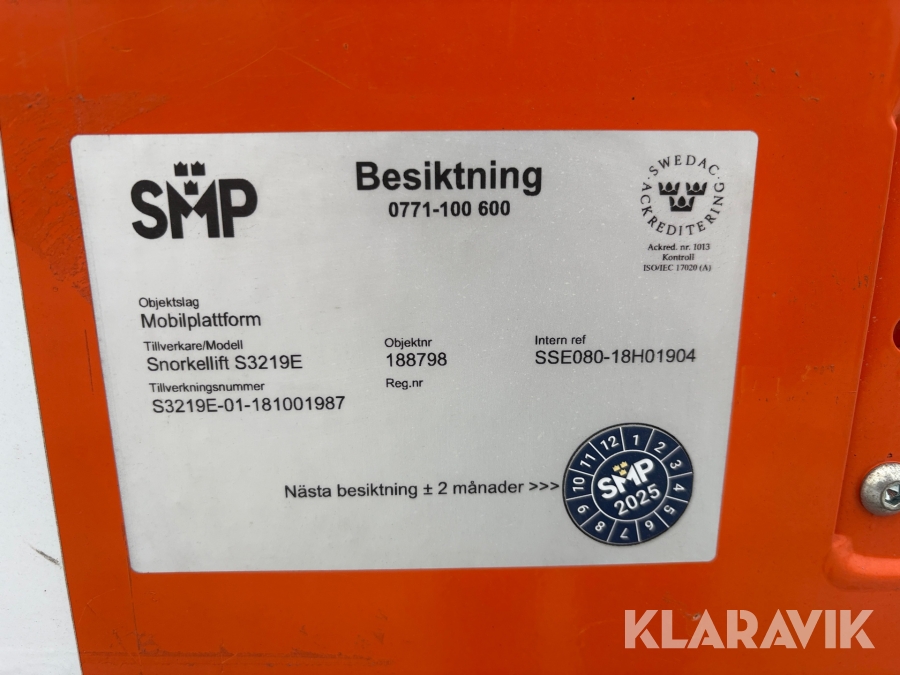 SMP
Besiktning
0771-100 600
SWEDAC
ACKREDITERING
Ackred. nr. 1013
Kontroll
ISO/IEC 17020 (A)
Objektslag
Mobilplattform
Tillverkare/Modell
Snorkellift S3219E
Objektnr
188798
Intern ref
SSE080-18H01904
Tillverkningsnummer
S3219E-01-181001987
Reg.nr
Nästa besiktning ± 2 månader >>>
1 2 3 4 5 6 7 8 9 10 11 12
SMP
2025
KLARAVIK